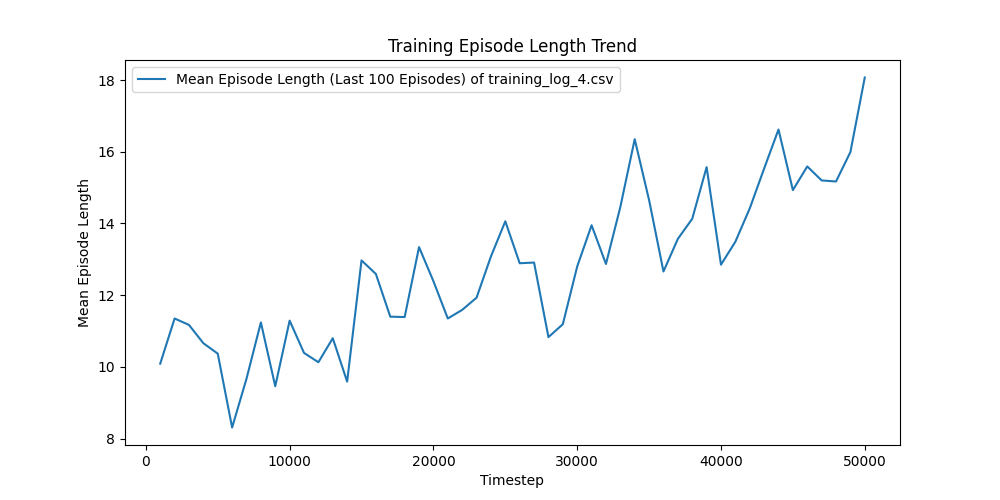 Training Episode Length Trend
Mean Episode Length (Last 100 Episodes) of training_log_4.csv
Mean Episode Length
18
16
14
12
10
8
0 10000 20000 30000 40000 50000
Timestep